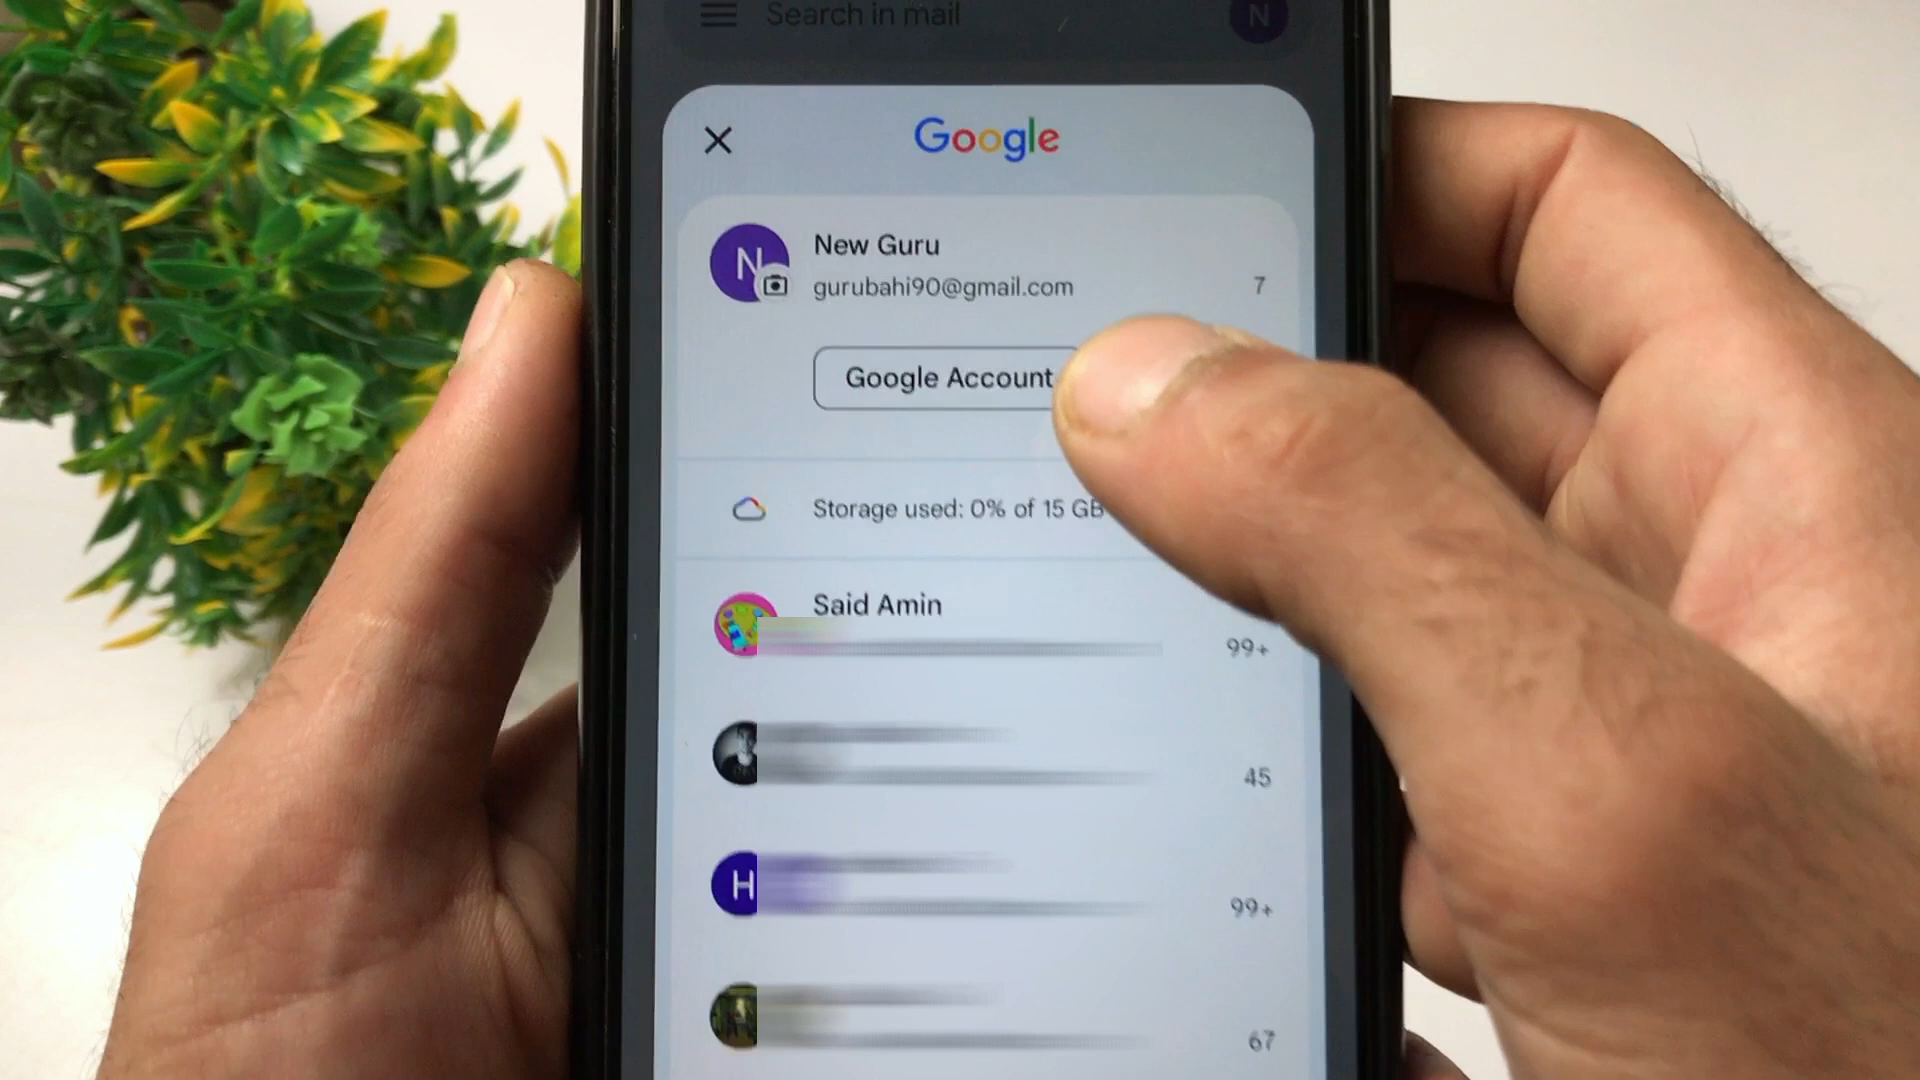 Search in mail
N
Google
N
New Guru
gurubahi90@gmail.com
7
Google Account
Storage used: 0% of 15 GB
Said Amin
99+
45
H
99+
67